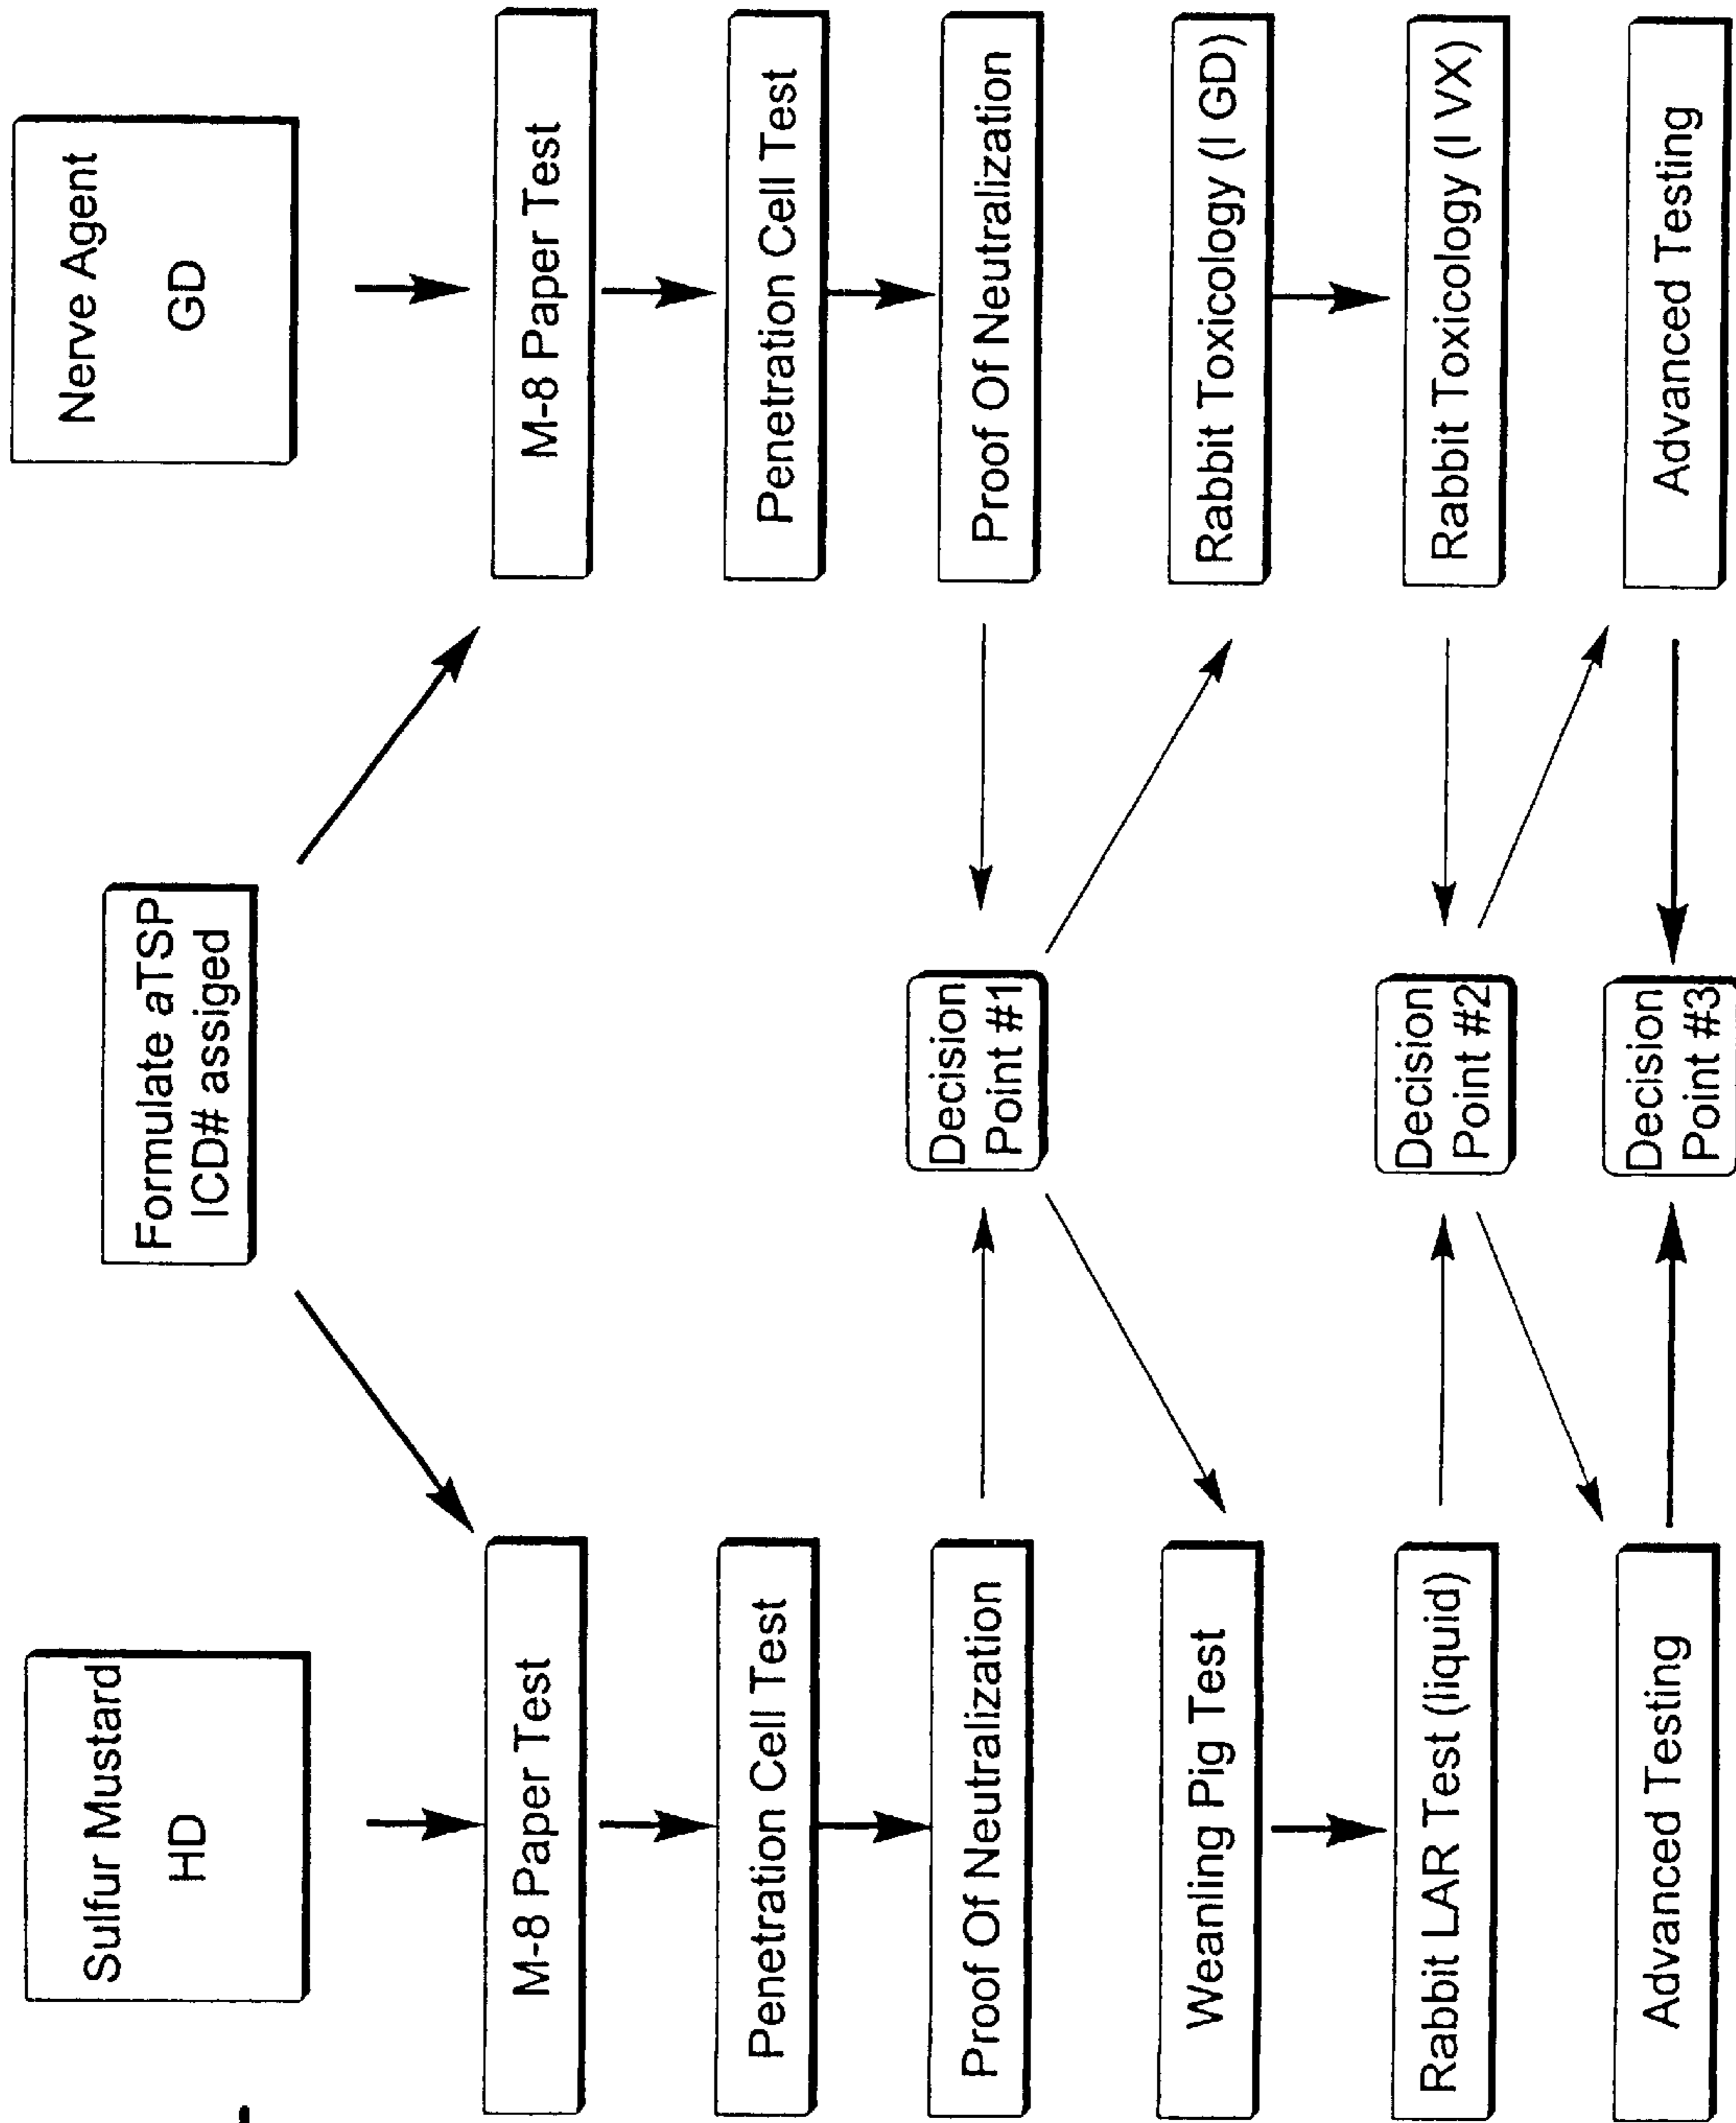 Sulfur Mustard
HD
Formulate aTSP
ICD# assiged
Nerve Agent
GD
M-8 Paper Test
M-8 Paper Test
Penetration Cell Test
Penetration Cell Test
Proof Of Neutralization
Decision
Point #1
Proof Of Neutralization
Weanling Pig Test
Rabbit Toxicology (l GD)
Rabbit LAR Test (liquid)
Decision
Point #2
Rabbit Toxicology (l VX)
Advanced Testing
Decision
Point #3
Advanced Testing